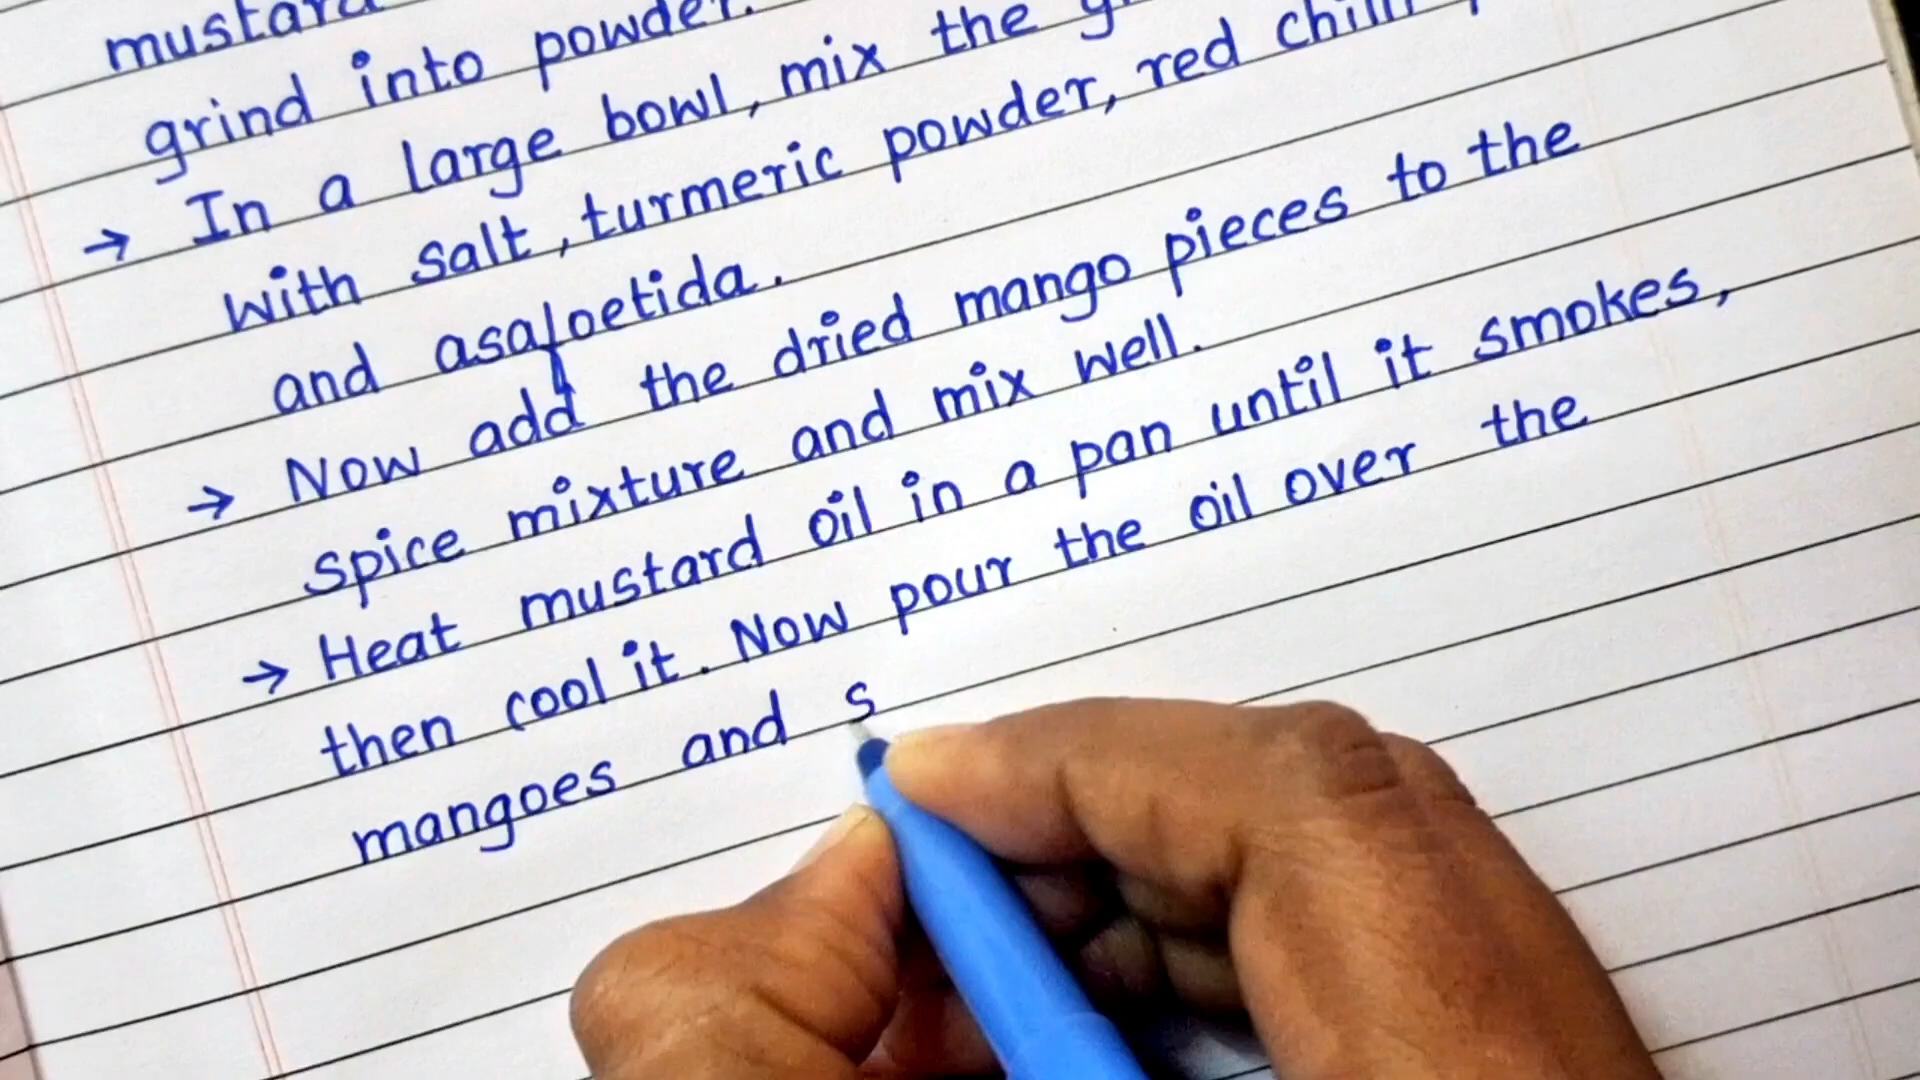 mustard
grind into powder.
→ In a large bowl, mix the
with salt, turmeric powder, red chilli
and asafoetida.
→ Now add the dried mango pieces to the
spice mixture and mix well.
→ Heat mustard oil in a pan until it smokes,
then cool it. Now pour the oil over the
mangoes and s